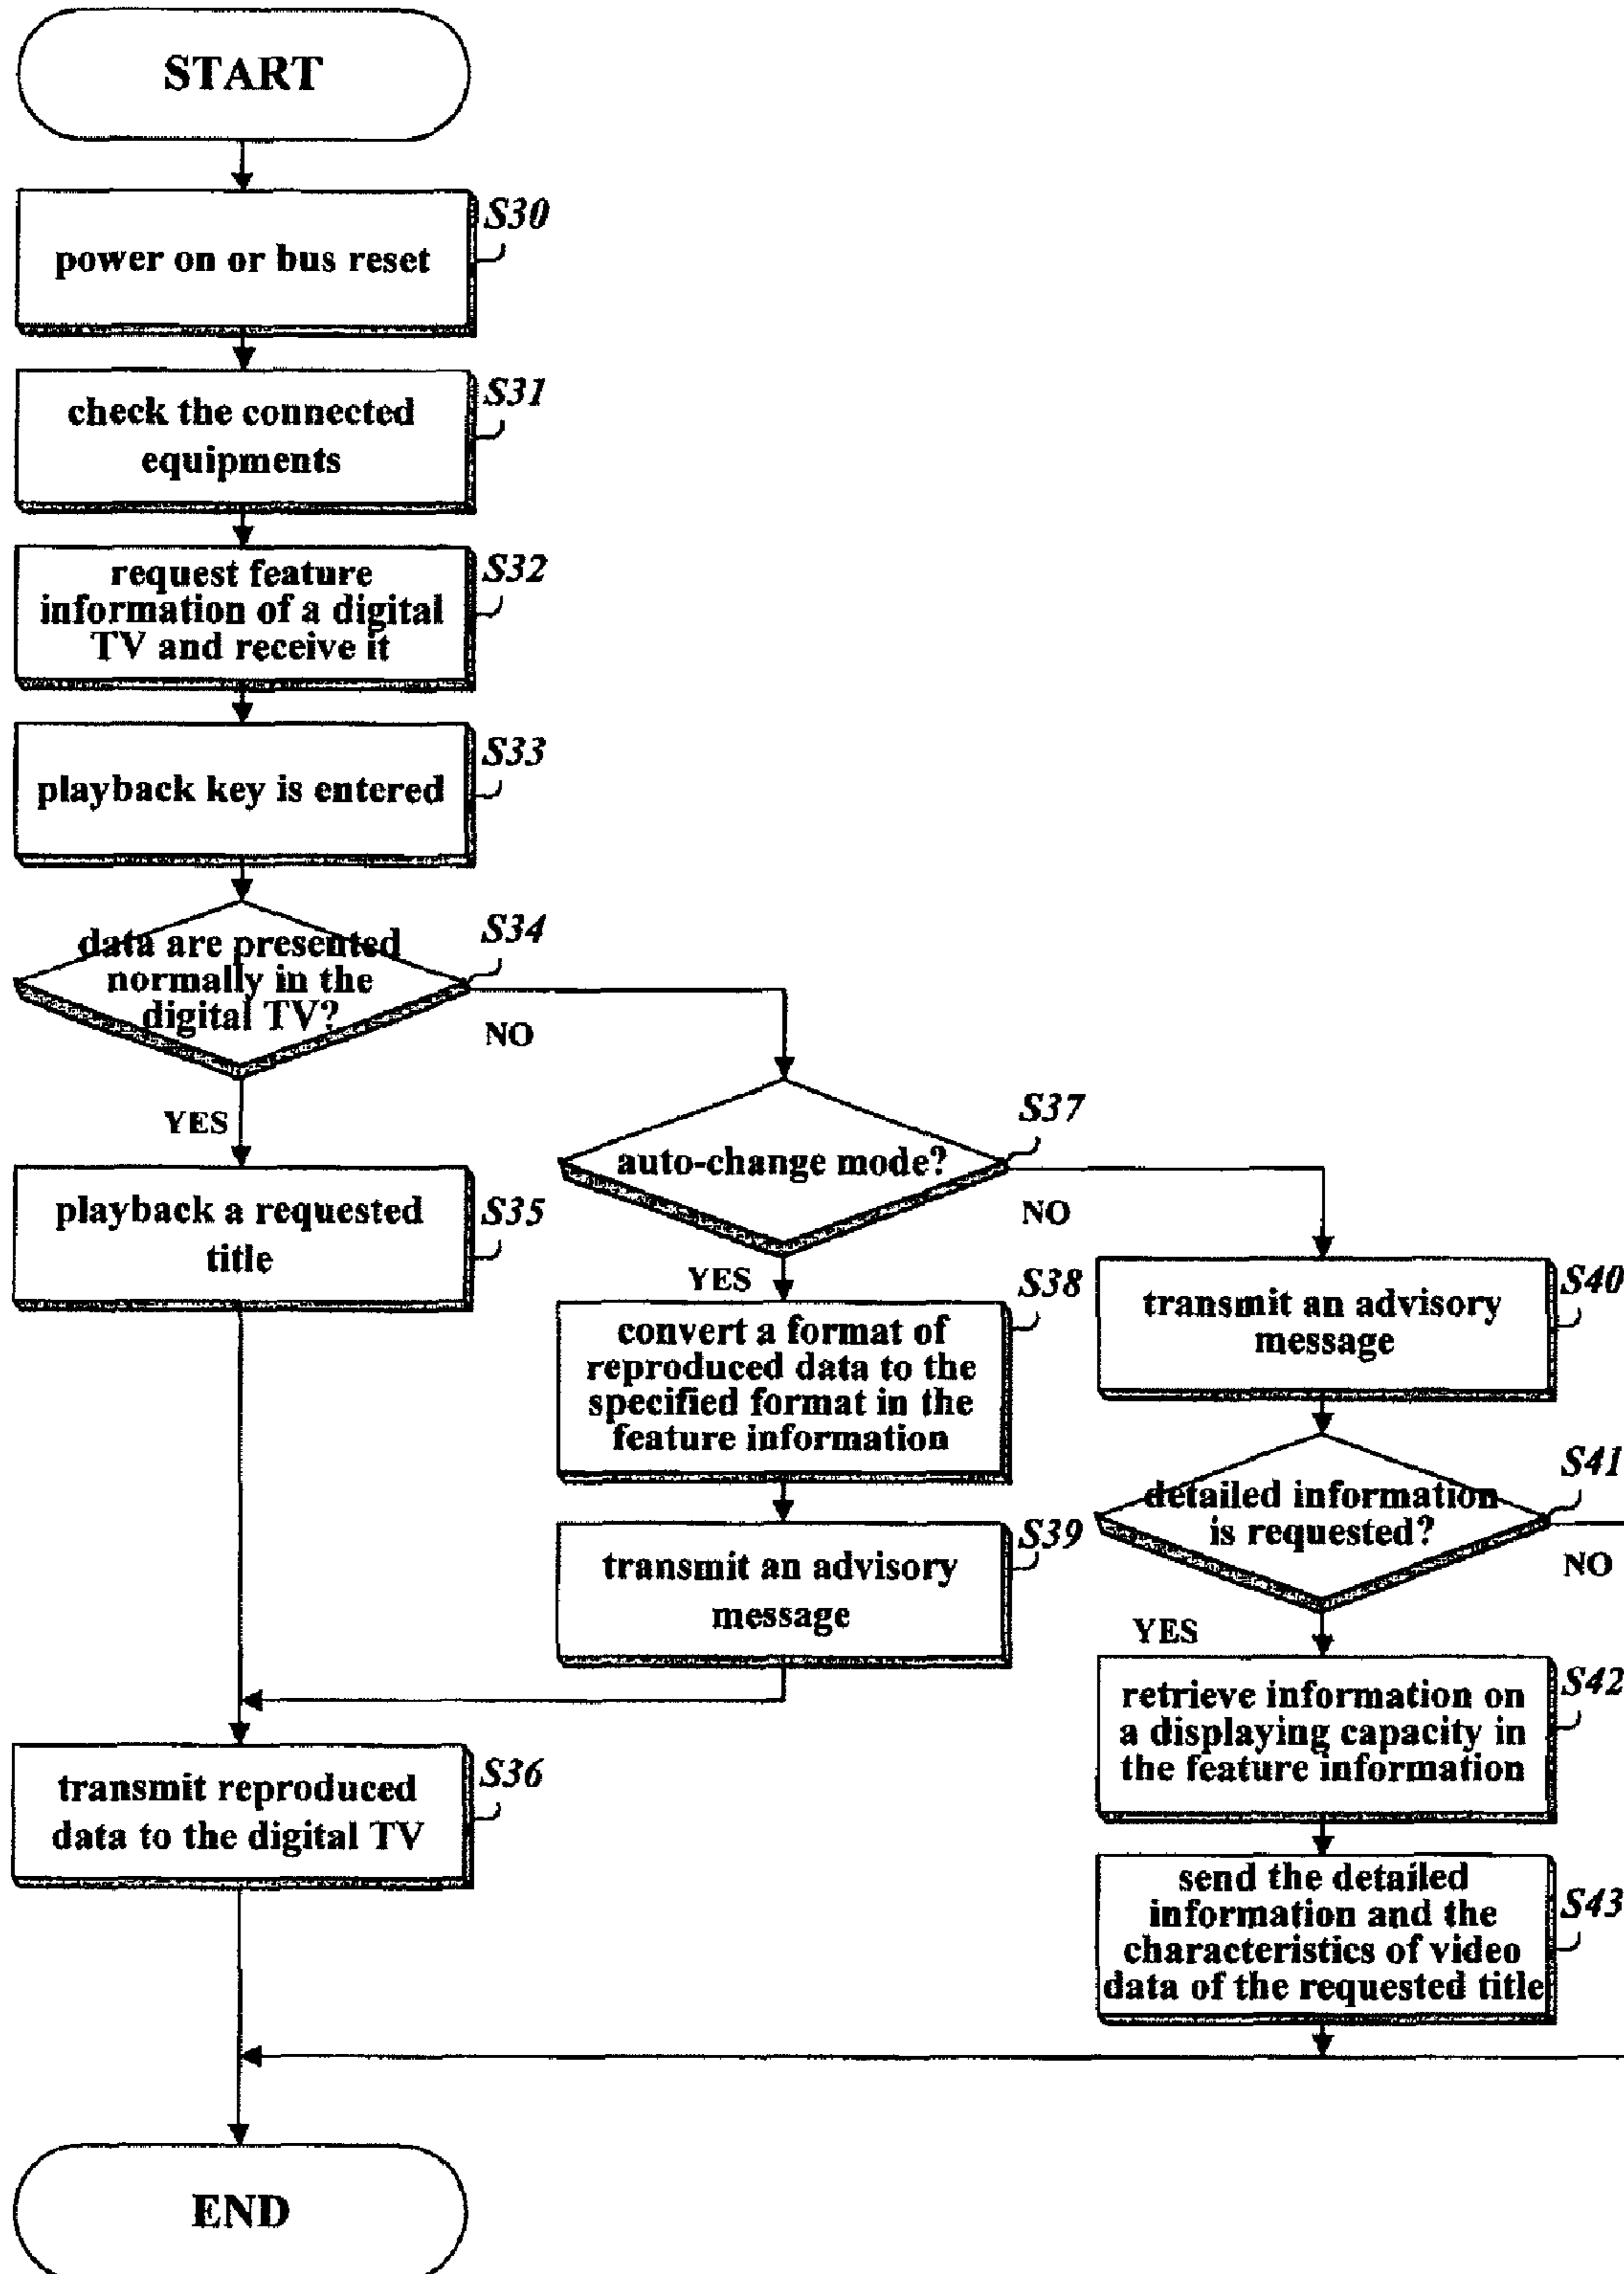 START
S30
power on or bus reset
S31
check the connected
equipments
S32
request feature
information of a digital
TV and receive it
S33
playback key is entered
S34
data are presented
normally in the
digital TV?
NO
YES
S37
auto-change mode?
NO
YES
S35
playback a requested
title
S38
convert a format of
reproduced data to the
specified format in the
feature information
S40
transmit an advisory
message
S39
transmit an advisory
message
S41
detailed information
is requested?
NO
YES
S42
retrieve information on
a displaying capacity in
the feature information
S36
transmit reproduced
data to the digital TV
S43
send the detailed
information and the
characteristics of video
data of the requested title
END